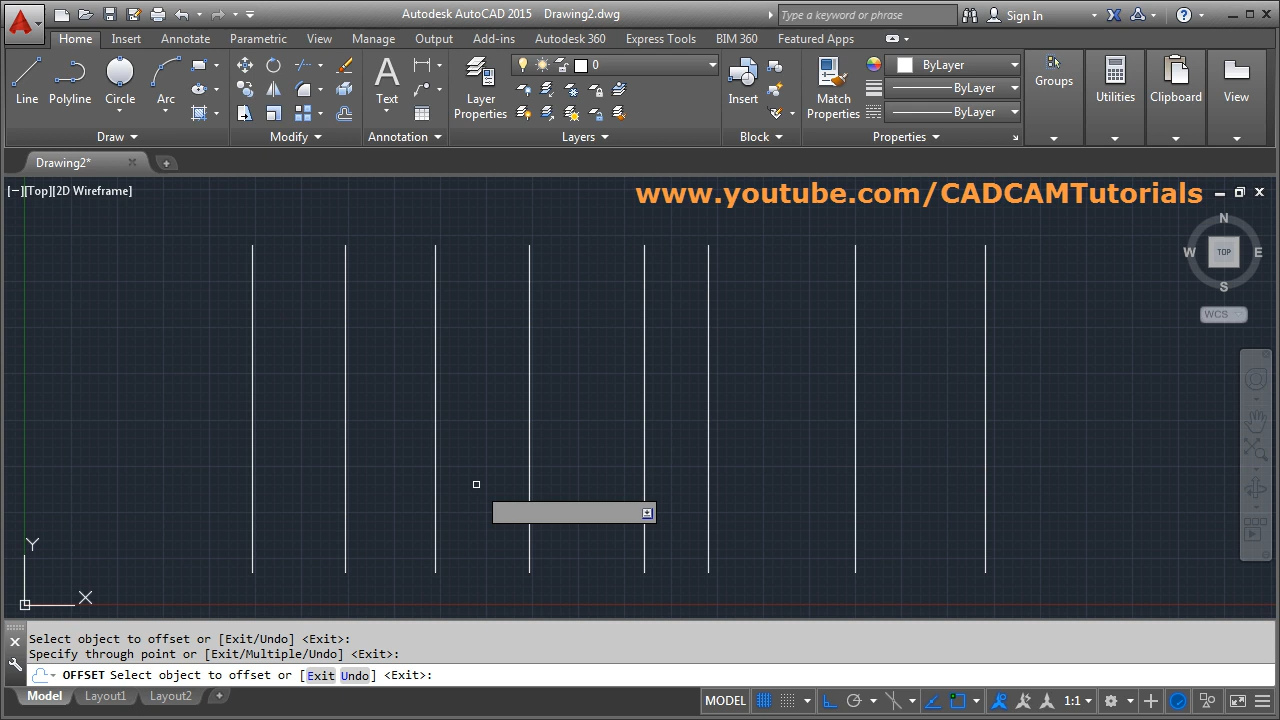 Autodesk AutoCAD 2015 Drawing2.dwg
Type a keyword or phrase
Sign In
Home Insert Annotate Parametric View Manage Output Add-ins Autodesk 360 Express Tools BIM 360 Featured Apps
Line Polyline Circle Arc
Text
Layer Properties
0
Insert
Match Properties
ByLayer
ByLayer
ByLayer
Groups Utilities Clipboard View
Draw Modify Annotation Layers Block Properties
Drawing2*
[−][Top][2D Wireframe]
www.youtube.com/CADCAMTutorials
N
W TOP E
S
WCS
Y
X
Select object to offset or [Exit/Undo] <Exit>:
Specify through point or [Exit/Multiple/Undo] <Exit>:
OFFSET Select object to offset or [Exit Undo] <Exit>:
Model Layout1 Layout2 +
MODEL 1:1